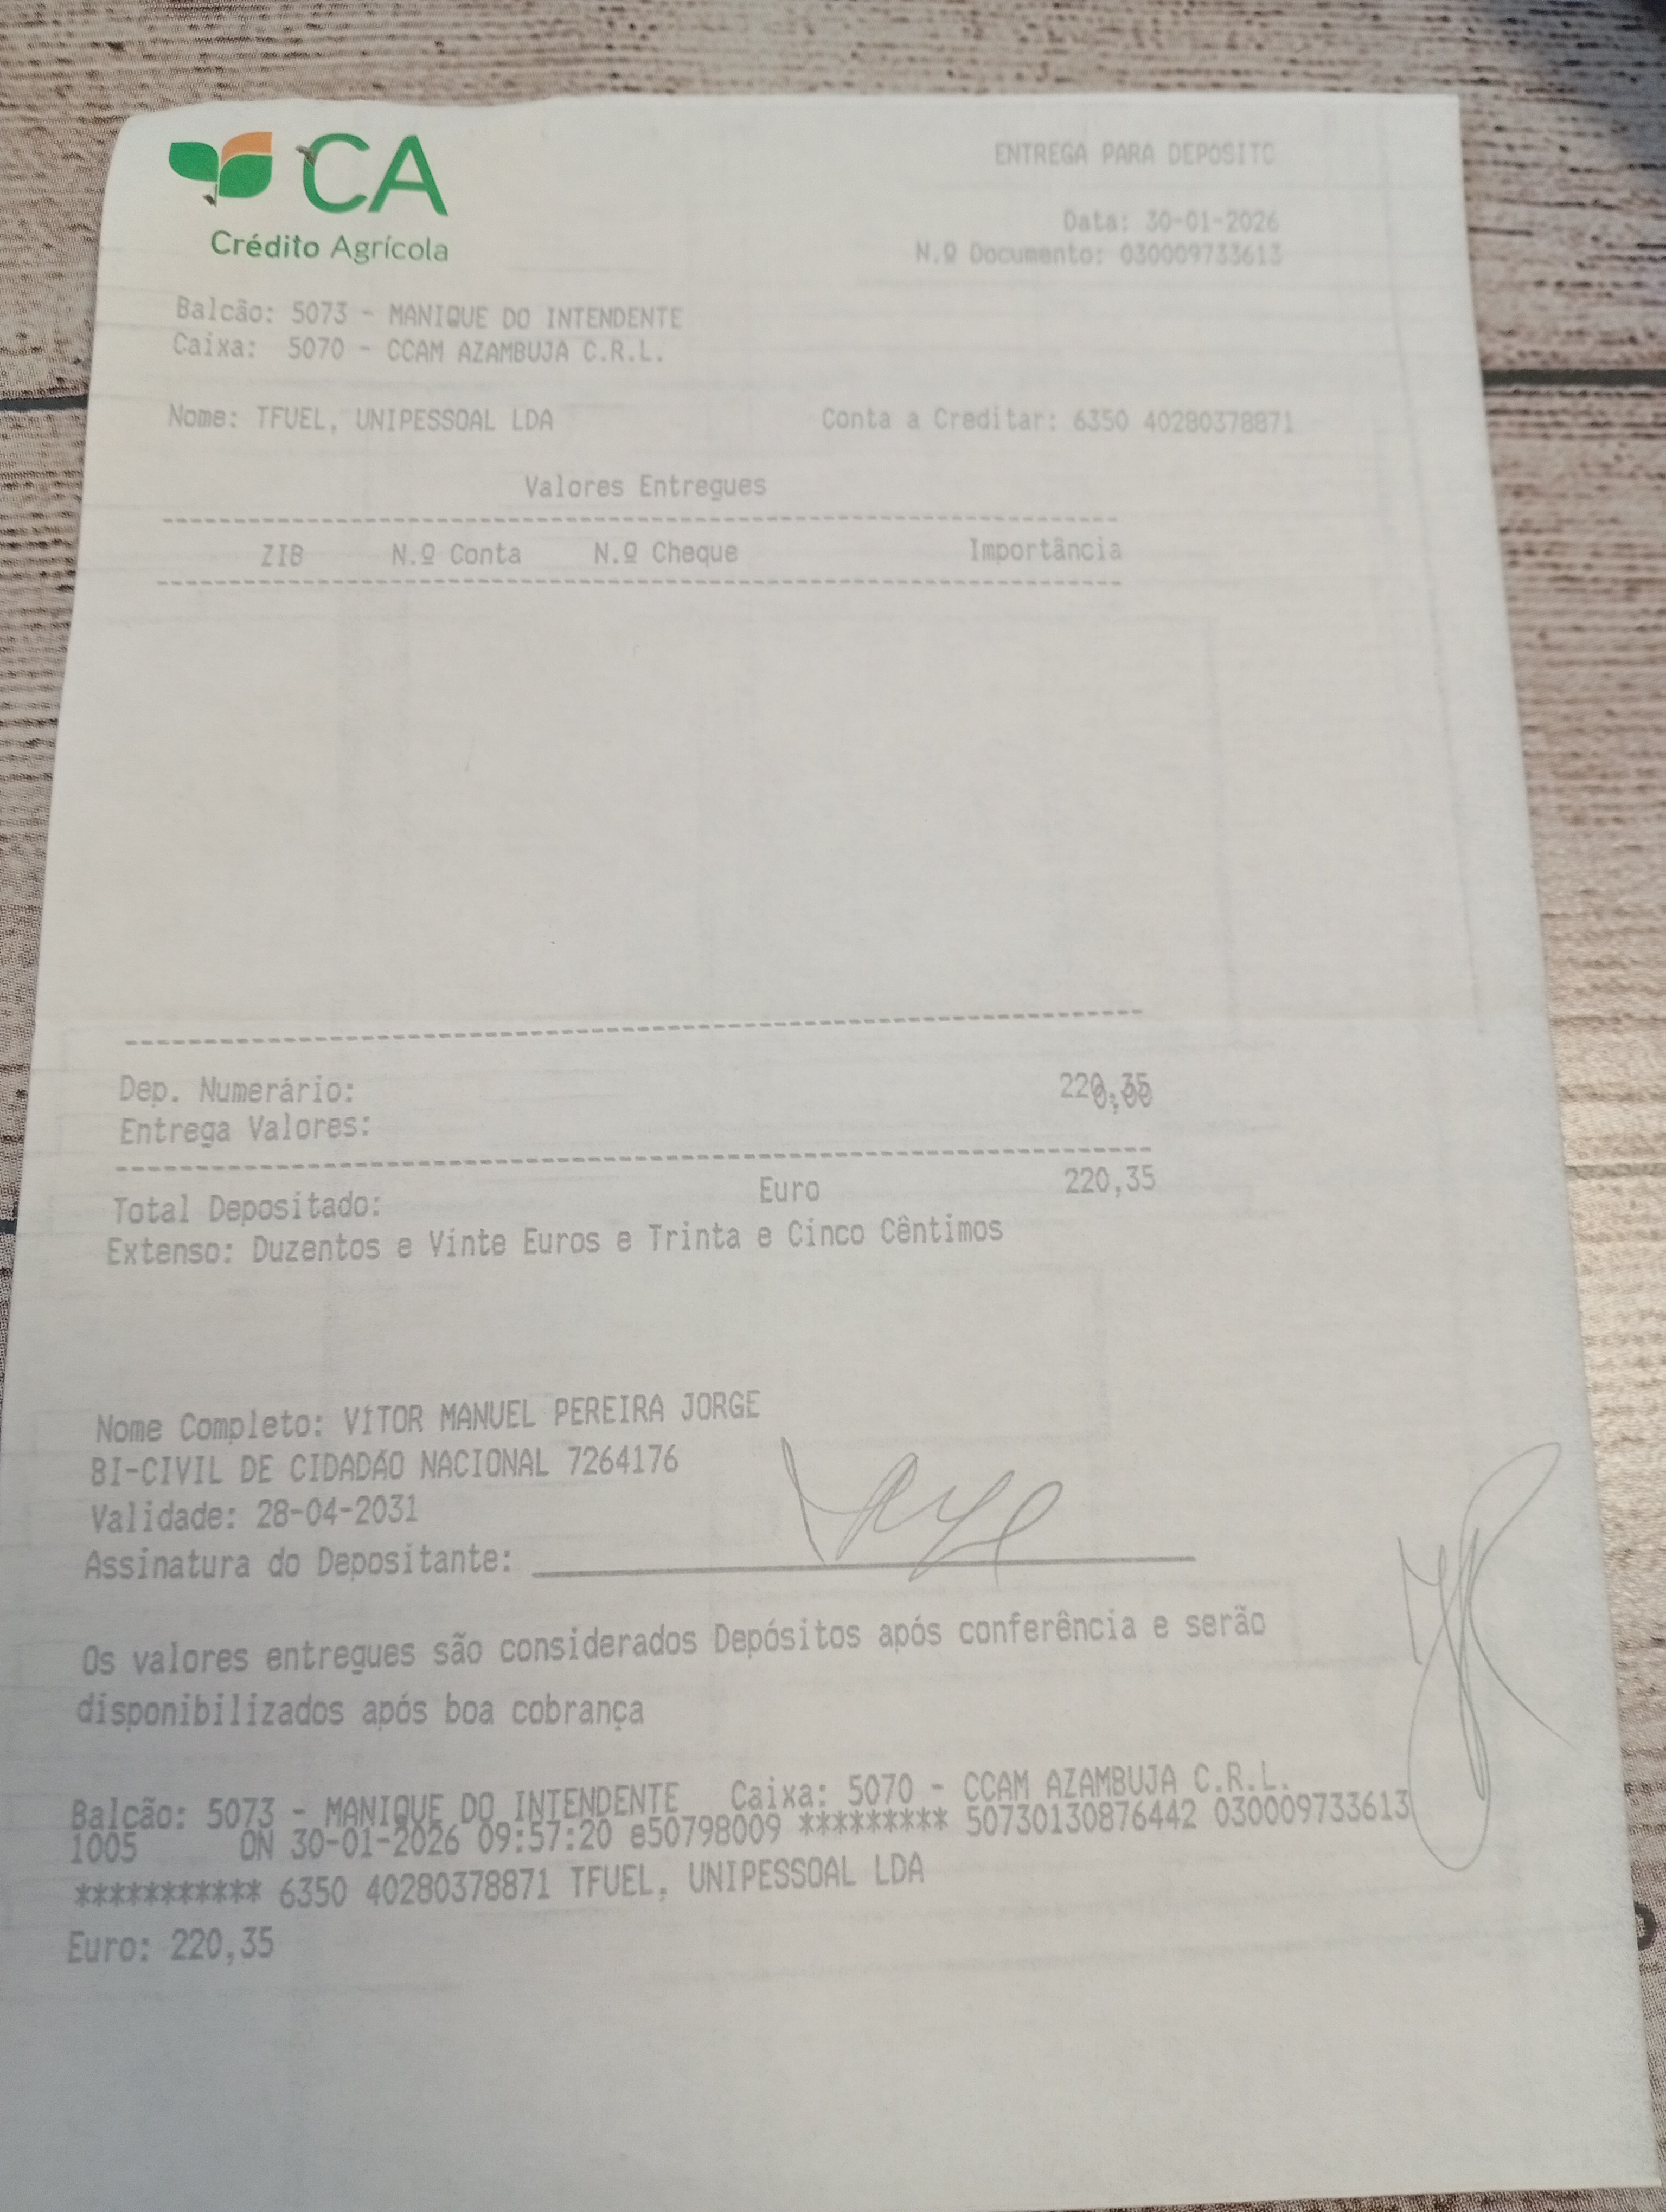 CA
Crédito Agrícola
ENTREGA PARA DEPOSITO
Data: 30-01-2026
N.º Documento: 030009733613
Balcão: 5073 - MANIQUE DO INTENDENTE
Caixa: 5070 - CCAM AZAMBUJA C.R.L.
Nome: TFUEL, UNIPESSOAL LDA Conta a Creditar: 6350 40280378871
Valores Entregues
ZIB N.º Conta N.º Cheque Importância
Dep. Numerário: 220,35
Entrega Valores: 0,00
Total Depositado: Euro 220,35
Extenso: Duzentos e Vinte Euros e Trinta e Cinco Cêntimos
Nome Completo: VITOR MANUEL PEREIRA JORGE
BI-CIVIL DE CIDADÃO NACIONAL 7264176
Validade: 28-04-2031
Assinatura do Depositante:
Os valores entregues são considerados Depósitos após conferência e serão
disponibilizados após boa cobrança
Balcão: 5073 - MANIQUE DO INTENDENTE Caixa: 5070 - CCAM AZAMBUJA C.R.L.
1005 ON 30-01-2026 09:57:20 e50798009 ********* 50730130876442 030009733613
*********** 6350 40280378871 TFUEL, UNIPESSOAL LDA
Euro: 220,35